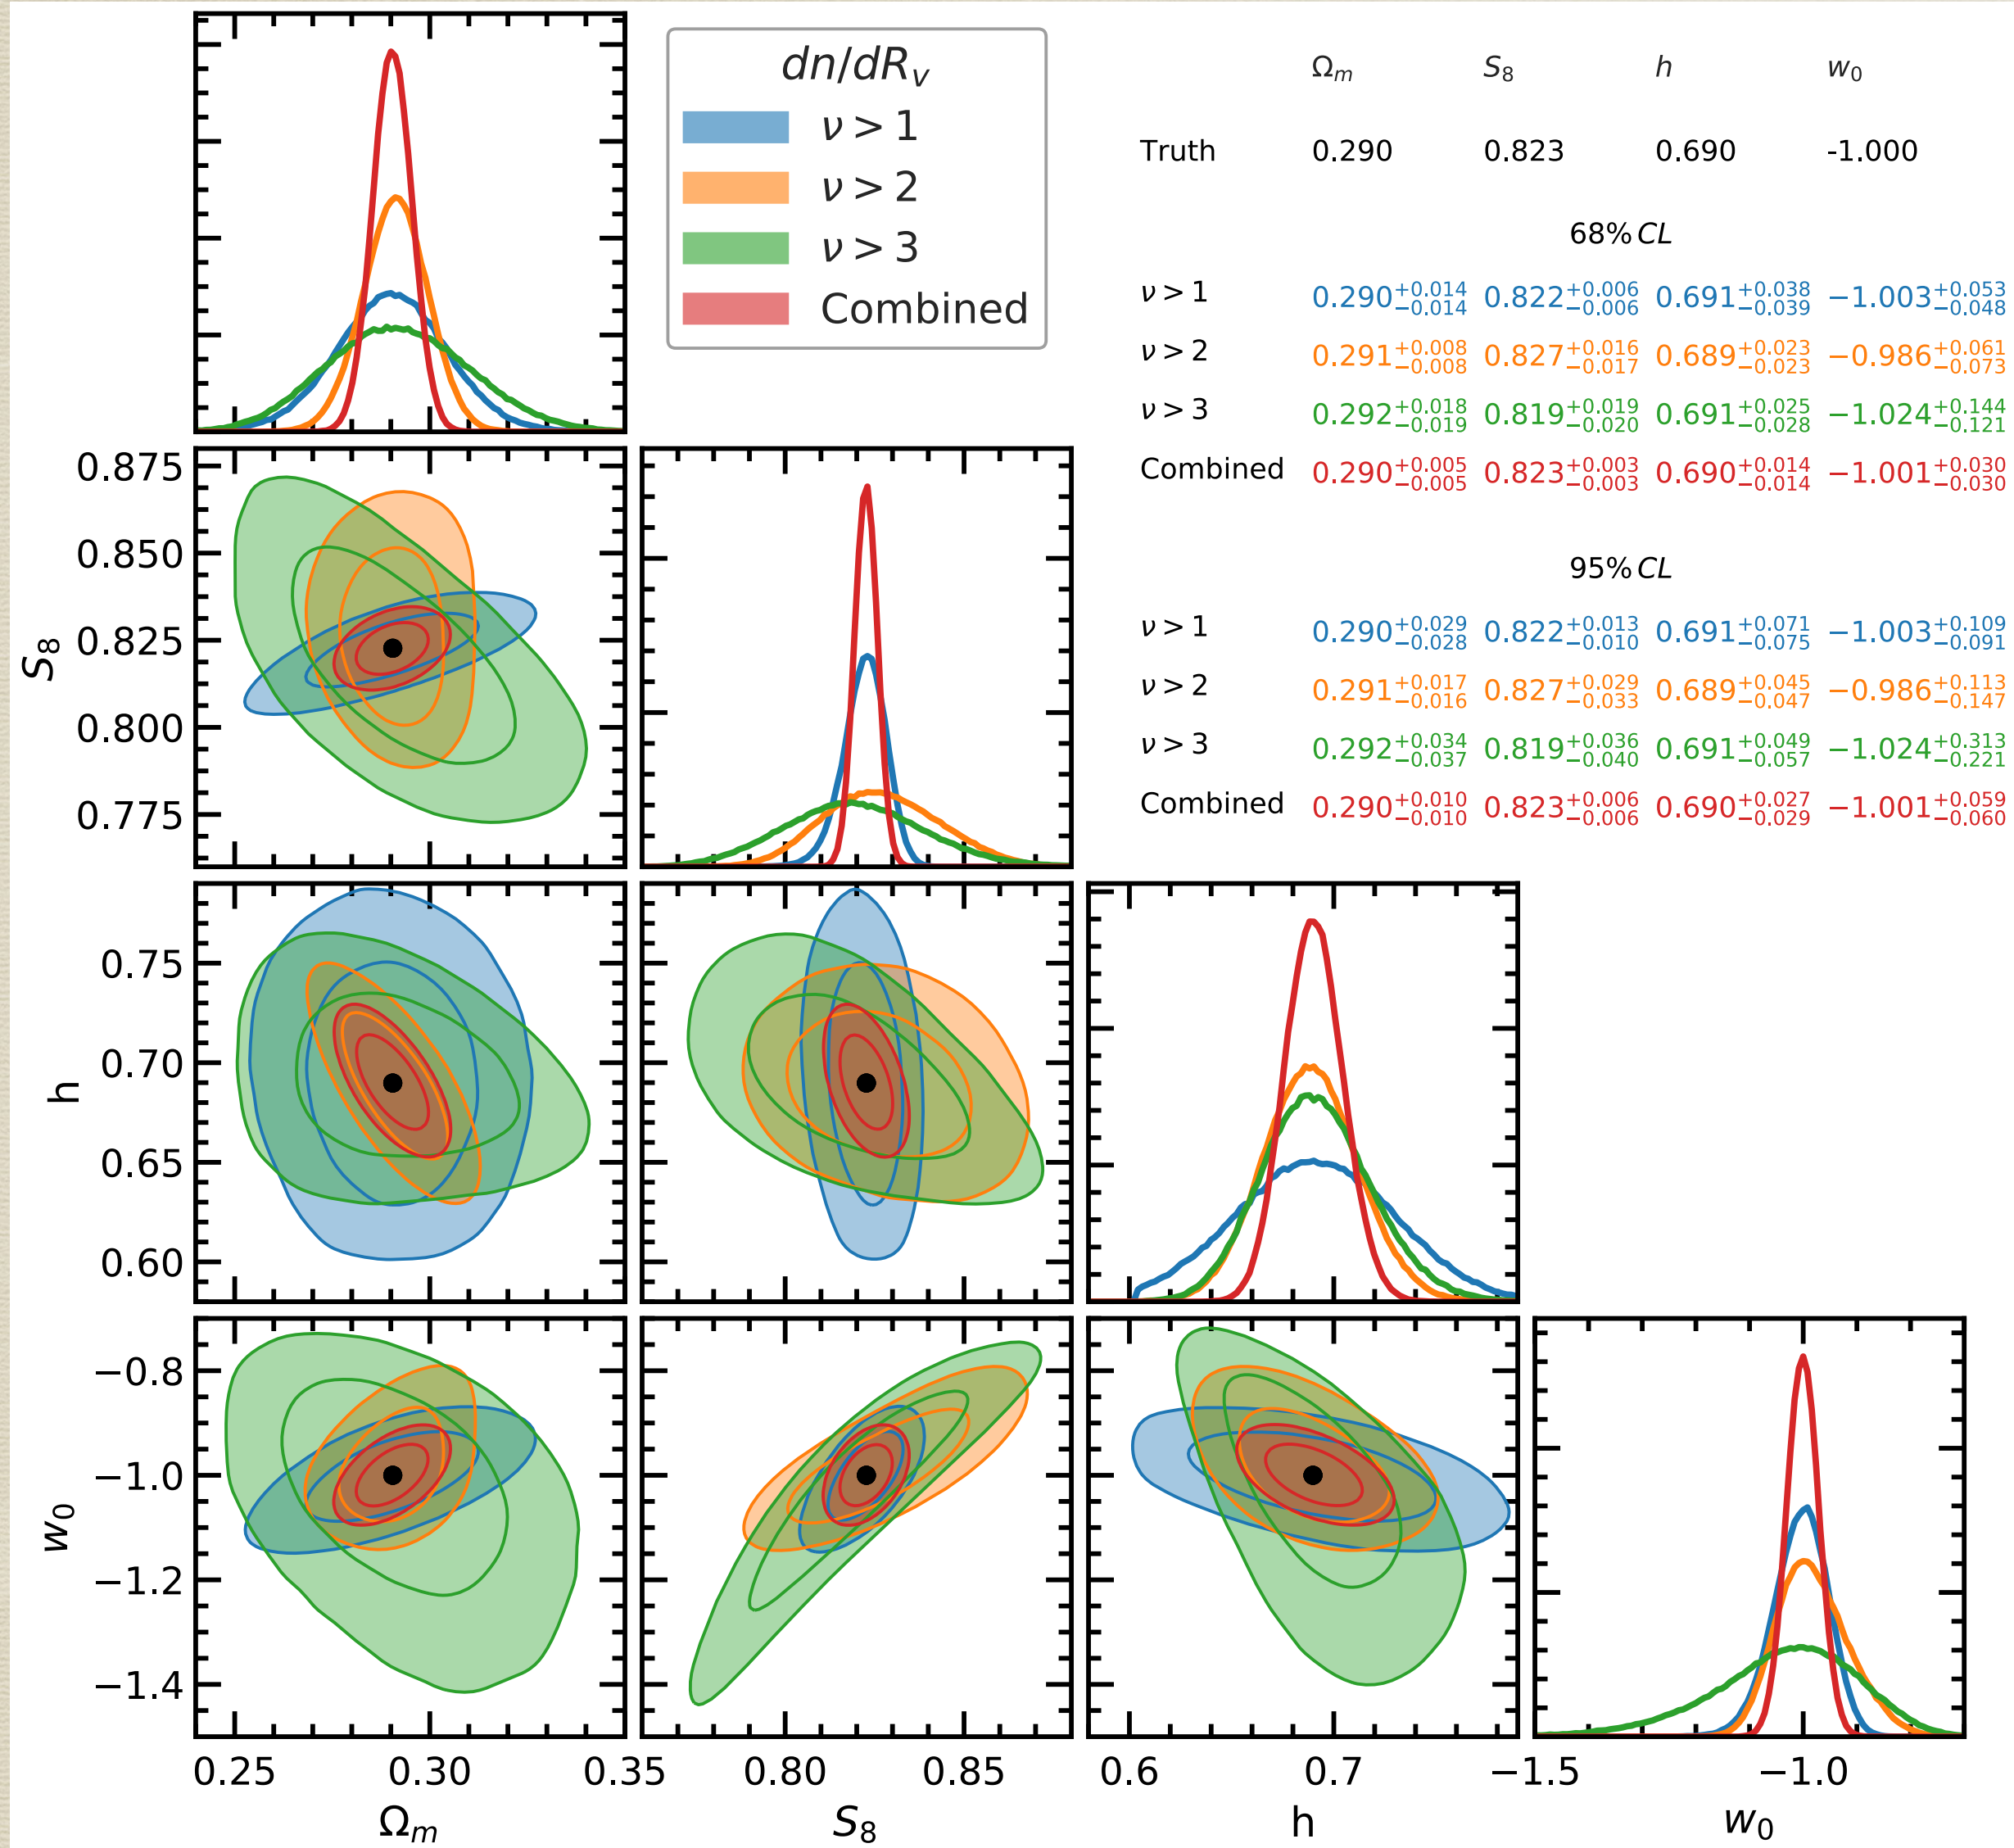 dn/dRᵥ
ν > 1
ν > 2
ν > 3
Combined
Ωₘ S₈ h w₀
Truth 0.290 0.823 0.690 -1.000
68% CL
ν > 1 0.290^{+0.014}_{−0.014} 0.822^{+0.006}_{−0.006} 0.691^{+0.038}_{−0.039} −1.003^{+0.053}_{−0.048}
ν > 2 0.291^{+0.008}_{−0.008} 0.827^{+0.016}_{−0.017} 0.689^{+0.023}_{−0.023} −0.986^{+0.061}_{−0.073}
ν > 3 0.292^{+0.018}_{−0.019} 0.819^{+0.019}_{−0.020} 0.691^{+0.025}_{−0.028} −1.024^{+0.144}_{−0.121}
Combined 0.290^{+0.005}_{−0.005} 0.823^{+0.003}_{−0.003} 0.690^{+0.014}_{−0.014} −1.001^{+0.030}_{−0.030}
95% CL
ν > 1 0.290^{+0.029}_{−0.028} 0.822^{+0.013}_{−0.010} 0.691^{+0.071}_{−0.075} −1.003^{+0.109}_{−0.091}
ν > 2 0.291^{+0.017}_{−0.016} 0.827^{+0.029}_{−0.033} 0.689^{+0.045}_{−0.047} −0.986^{+0.113}_{−0.147}
ν > 3 0.292^{+0.034}_{−0.037} 0.819^{+0.036}_{−0.040} 0.691^{+0.049}_{−0.057} −1.024^{+0.313}_{−0.221}
Combined 0.290^{+0.010}_{−0.010} 0.823^{+0.006}_{−0.006} 0.690^{+0.027}_{−0.029} −1.001^{+0.059}_{−0.060}
0.875
0.850
0.825
0.800
0.775
S₈
0.75
0.70
0.65
0.60
h
−0.8
−1.0
−1.2
−1.4
w₀
0.25 0.30 0.35 0.80 0.85 0.6 0.7 −1.5 −1.0
Ωₘ S₈ h w₀